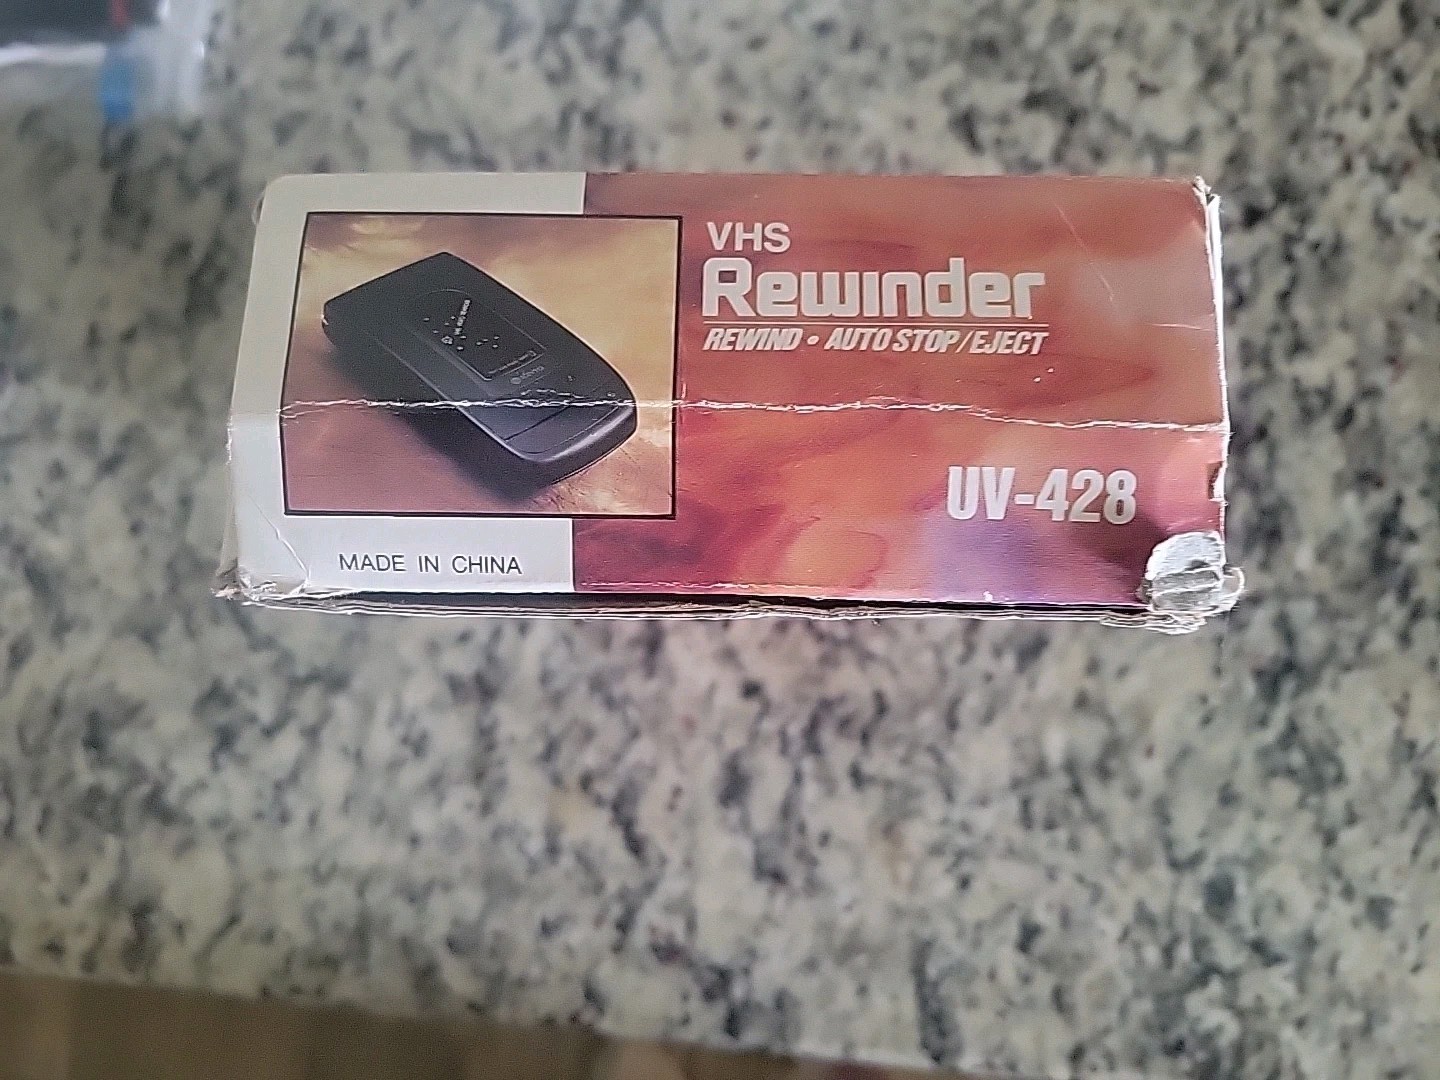 VHS
Rewinder
REWIND • AUTO STOP/EJECT
UV-428
MADE IN CHINA